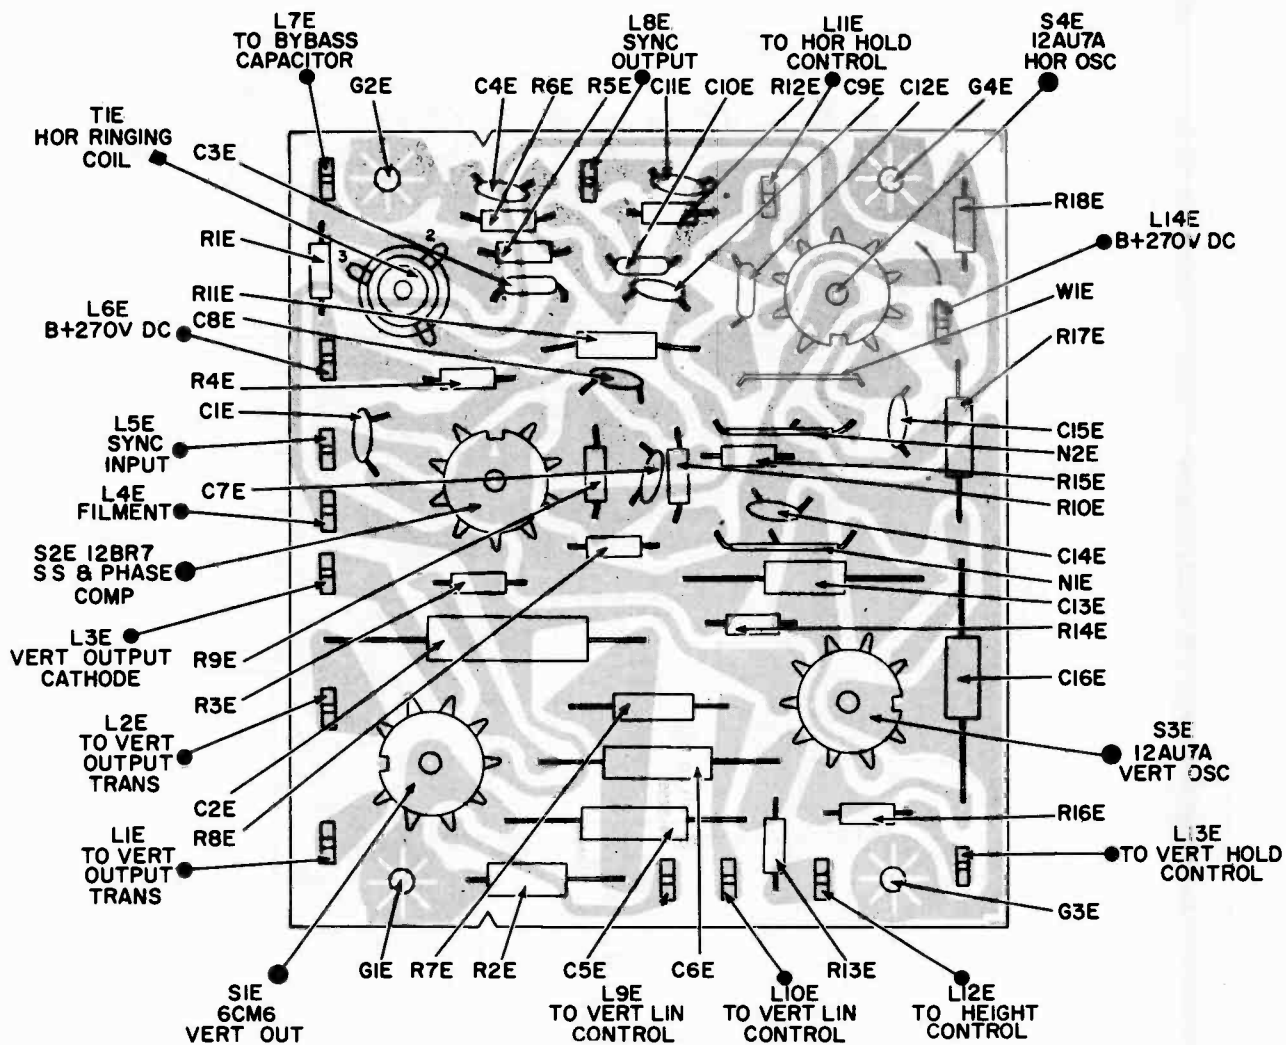 L7E
TO BYBASS
CAPACITOR
L8E
SYNC
OUTPUT
L11E
TO HOR HOLD
CONTROL
S4E
12AU7A
HOR OSC
G2E
C4E
R6E
R5E
C11E
C10E
R12E
C9E
C12E
G4E
T1E
HOR RINGING
COIL
C3E
R1E
2
3
R18E
L14E
B+270V DC
R11E
W1E
L6E
B+270V DC
C8E
R17E
R4E
C1E
L5E
SYNC
INPUT
C15E
N2E
R15E
C7E
R10E
L4E
FILMENT
S2E 12BR7
SS & PHASE
COMP
C14E
N1E
C13E
R14E
L3E
VERT OUTPUT
CATHODE
R9E
R3E
C16E
L2E
TO VERT
OUTPUT
TRANS
S3E
12AU7A
VERT OSC
C2E
R8E
R16E
L1E
TO VERT
OUTPUT
TRANS
L13E
TO VERT HOLD
CONTROL
G3E
G1E
R7E
R2E
C5E
C6E
R13E
S1E
6CM6
VERT OUT
L9E
TO VERT LIN
CONTROL
L10E
TO VERT LIN
CONTROL
L12E
TO HEIGHT
CONTROL